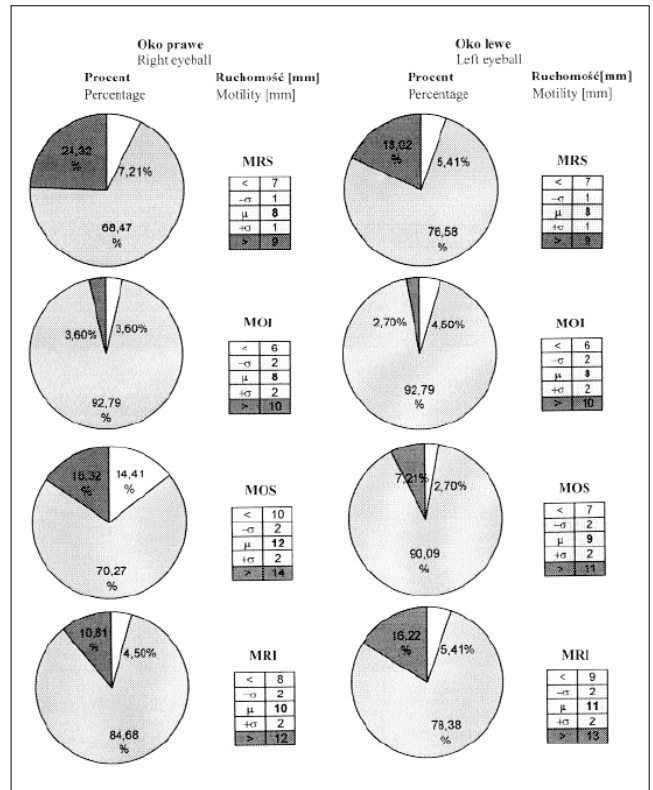 Oko prawe
Right eyeball
Oko lewe
Left eyeball
Procent
Percentage
Ruchomość [mm]
Motility [mm]
Procent
Percentage
Ruchomość[mm]
Motility [mm]
24,32
%
7,21%
68,47
%
MRS
< 7
−σ 1
μ 8
+σ 1
> 9
18,02
%
5,41%
76,58
%
MRS
< 7
−σ 1
μ 8
+σ 1
> 9
3,60%
3,60%
92,79
%
MOI
< 6
−σ 2
μ 8
+σ 2
> 10
2,70%
4,50%
92,79
%
MOI
< 6
−σ 2
μ 8
+σ 2
> 10
15,32
%
14,41
%
70,27
%
MOS
< 10
−σ 2
μ 12
+σ 2
> 14
7,21%
2,70%
90,09
%
MOS
< 7
−σ 2
μ 9
+σ 2
> 11
10,81
%
4,50%
84,68
%
MRI
< 8
−σ 2
μ 10
+σ 2
> 12
16,22
%
5,41%
78,38
%
MRI
< 9
−σ 2
μ 11
+σ 2
> 13